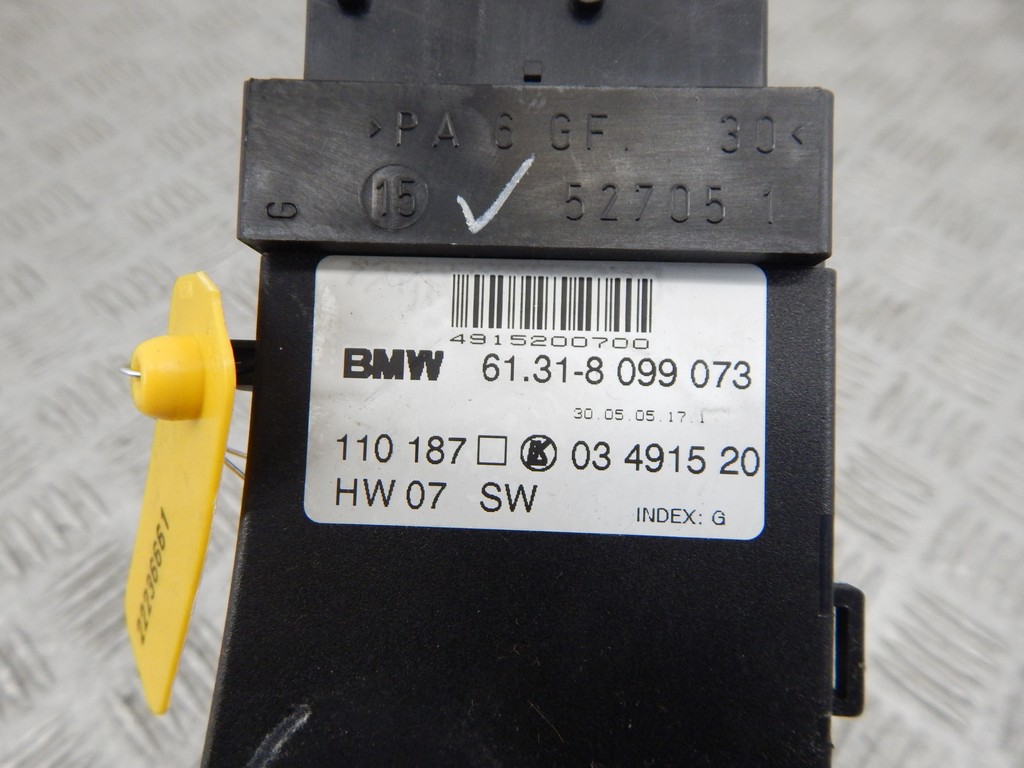 >PA 6 GF. 30<
G 15 52705 1
4915200700
BMW 61.31-8 099 073
30.05.05.17.1
110 187 03 4915 20
HW 07 SW
INDEX: G
22236661